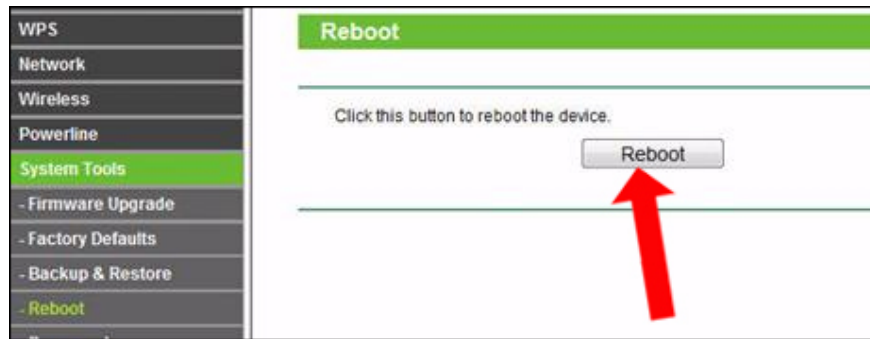 WPS
Network
Wireless
Powerline
System Tools
- Firmware Upgrade
- Factory Defaults
- Backup & Restore
- Reboot
Reboot
Click this button to reboot the device.
Reboot